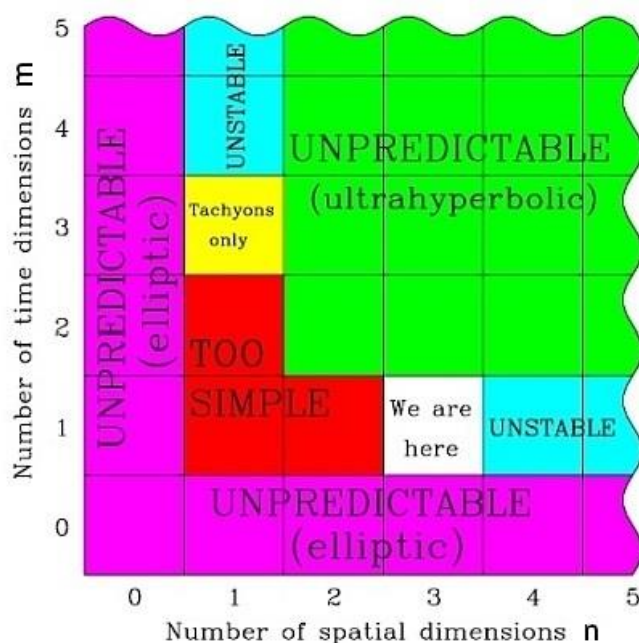 5
4
3
2
1
0
Number of time dimensions m
UNPREDICTABLE
(elliptic)
UNSTABLE
UNPREDICTABLE
(ultrahyperbolic)
Tachyons
only
TOO
SIMPLE
We are
here
UNSTABLE
UNPREDICTABLE
(elliptic)
0 1 2 3 4 5
Number of spatial dimensions n